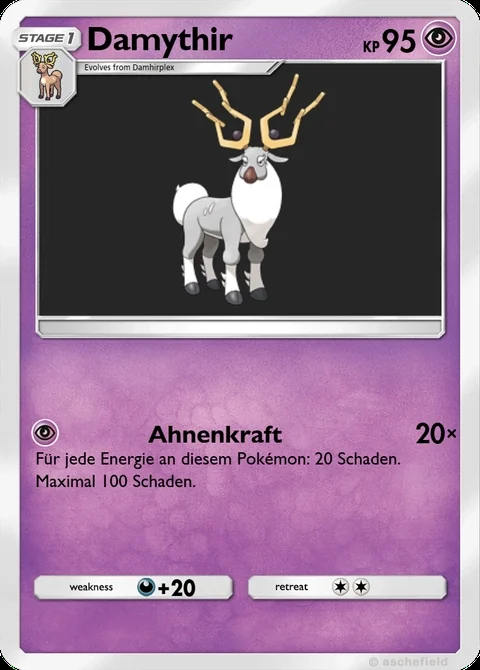 STAGE 1
Damythir
KP 95
Evolves from Damhirplex
Ahnenkraft 20×
Für jede Energie an diesem Pokémon: 20 Schaden.
Maximal 100 Schaden.
weakness +20
retreat
© aschefield